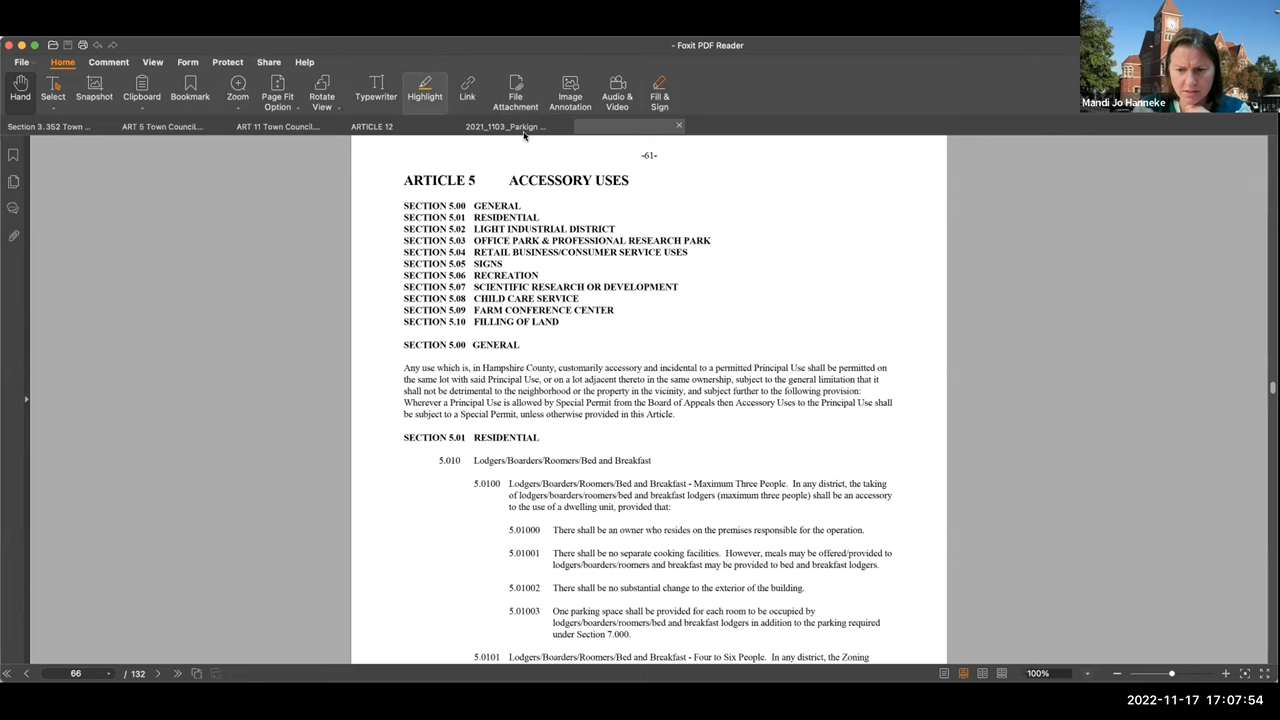 - Foxit PDF Reader
File Home Comment View Form Protect Share Help
Hand Select Snapshot Clipboard Bookmark Zoom Page Fit Option Rotate View Typewriter Highlight Link File Attachment Image Annotation Audio & Video Fill & Sign
Mandi Jo Hanneke
Section 3.352 Town ... ART 5 Town Council.... ART 11 Town Council.... ARTICLE 12 2021_1103_Parkign ...
-61-
ARTICLE 5 ACCESSORY USES
SECTION 5.00 GENERAL
SECTION 5.01 RESIDENTIAL
SECTION 5.02 LIGHT INDUSTRIAL DISTRICT
SECTION 5.03 OFFICE PARK & PROFESSIONAL RESEARCH PARK
SECTION 5.04 RETAIL BUSINESS/CONSUMER SERVICE USES
SECTION 5.05 SIGNS
SECTION 5.06 RECREATION
SECTION 5.07 SCIENTIFIC RESEARCH OR DEVELOPMENT
SECTION 5.08 CHILD CARE SERVICE
SECTION 5.09 FARM CONFERENCE CENTER
SECTION 5.10 FILLING OF LAND
SECTION 5.00 GENERAL
Any use which is, in Hampshire County, customarily accessory and incidental to a permitted Principal Use shall be permitted on
the same lot with said Principal Use, or on a lot adjacent thereto in the same ownership, subject to the general limitation that it
shall not be detrimental to the neighborhood or the property in the vicinity, and subject further to the following provision:
Wherever a Principal Use is allowed by Special Permit from the Board of Appeals then Accessory Uses to the Principal Use shall
be subject to a Special Permit, unless otherwise provided in this Article.
SECTION 5.01 RESIDENTIAL
5.010 Lodgers/Boarders/Roomers/Bed and Breakfast
5.0100 Lodgers/Boarders/Roomers/Bed and Breakfast - Maximum Three People. In any district, the taking
of lodgers/boarders/roomers/bed and breakfast lodgers (maximum three people) shall be an accessory
to the use of a dwelling unit, provided that:
5.01000 There shall be an owner who resides on the premises responsible for the operation.
5.01001 There shall be no separate cooking facilities. However, meals may be offered/provided to
lodgers/boarders/roomers and breakfast may be provided to bed and breakfast lodgers.
5.01002 There shall be no substantial change to the exterior of the building.
5.01003 One parking space shall be provided for each room to be occupied by
lodgers/boarders/roomers/bed and breakfast lodgers in addition to the parking required
under Section 7.000.
5.0101 Lodgers/Boarders/Roomers/Bed and Breakfast - Four to Six People. In any district, the Zoning
66 / 132 100%
2022-11-17 17:07:54